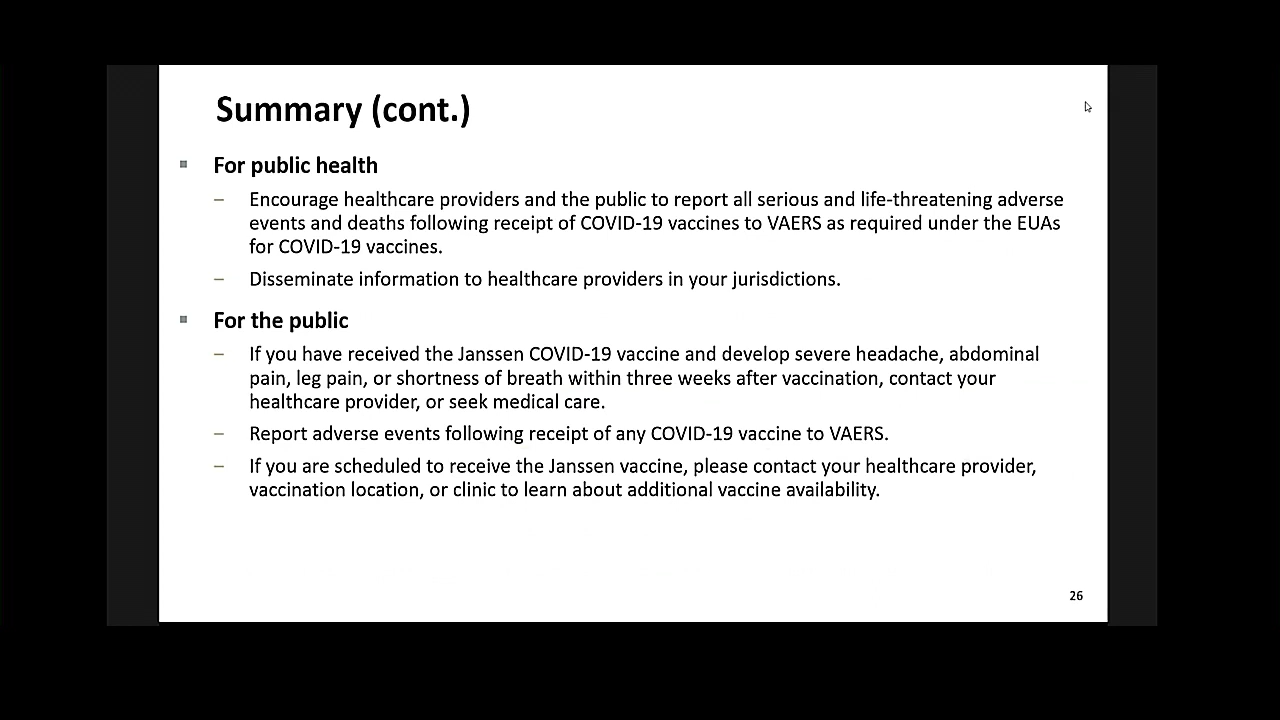 Summary (cont.)
For public health
– Encourage healthcare providers and the public to report all serious and life-threatening adverse
events and deaths following receipt of COVID-19 vaccines to VAERS as required under the EUAs
for COVID-19 vaccines.
– Disseminate information to healthcare providers in your jurisdictions.
For the public
– If you have received the Janssen COVID-19 vaccine and develop severe headache, abdominal
pain, leg pain, or shortness of breath within three weeks after vaccination, contact your
healthcare provider, or seek medical care.
– Report adverse events following receipt of any COVID-19 vaccine to VAERS.
– If you are scheduled to receive the Janssen vaccine, please contact your healthcare provider,
vaccination location, or clinic to learn about additional vaccine availability.
26